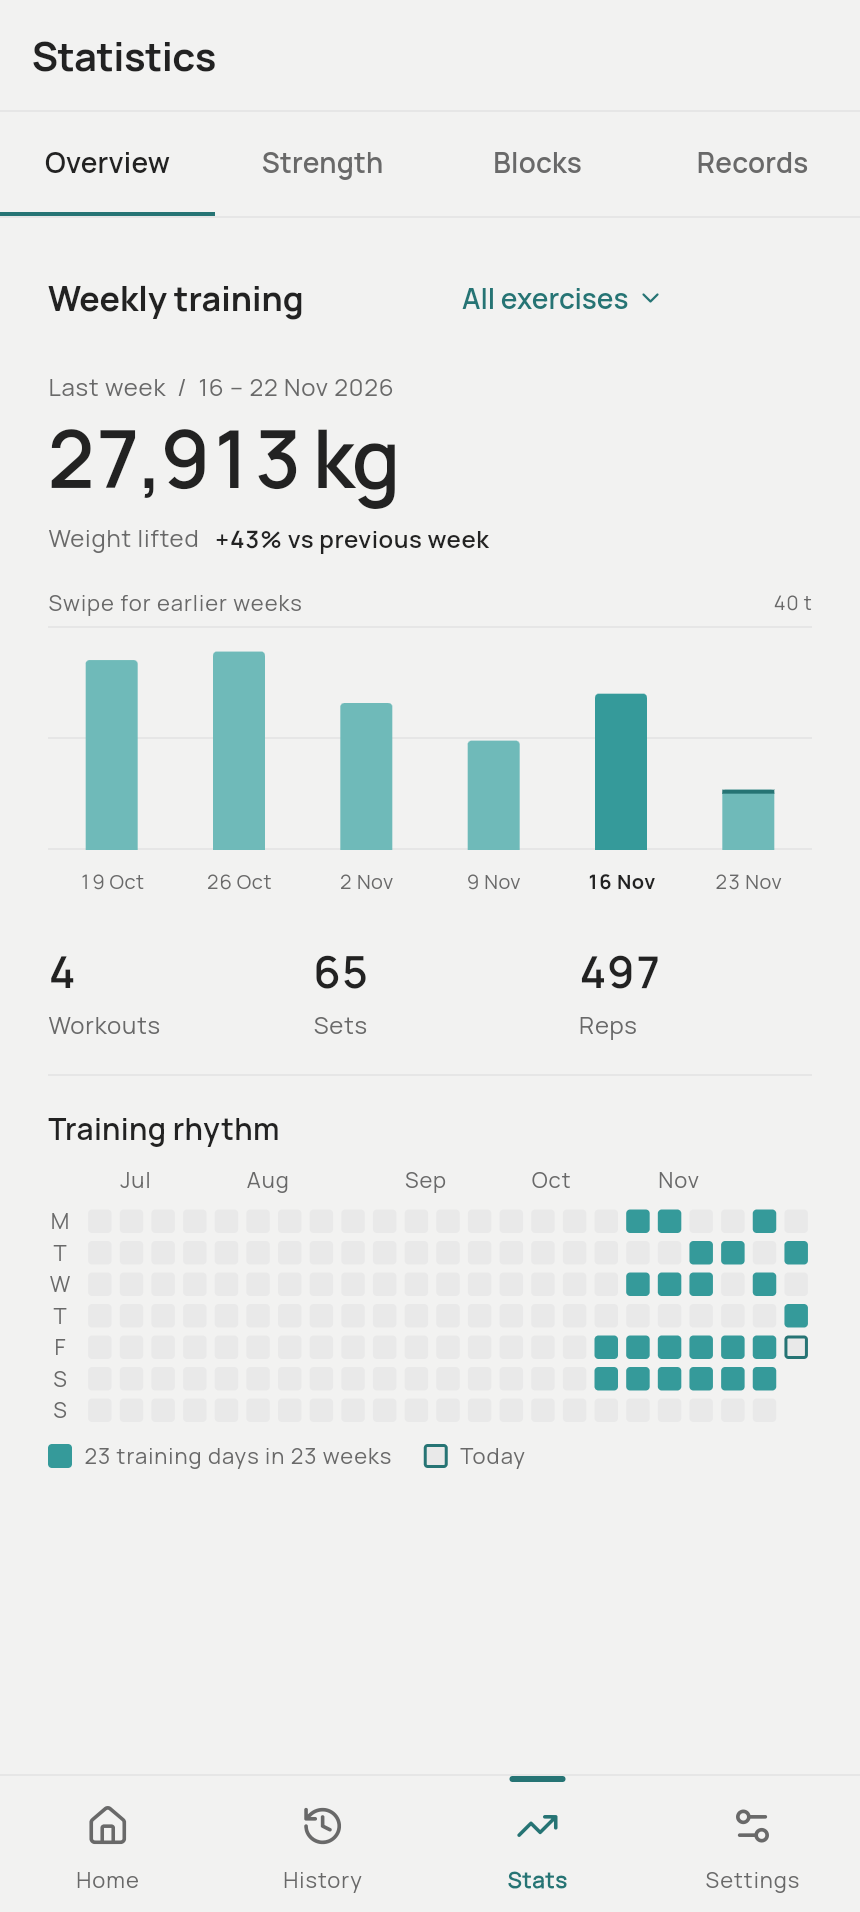 Statistics
Overview Strength Blocks Records
Weekly training All exercises
Last week / 16 – 22 Nov 2026
27,913 kg
Weight lifted +43% vs previous week
Swipe for earlier weeks 40 t
19 Oct 26 Oct 2 Nov 9 Nov 16 Nov 23 Nov
4 65 497
Workouts Sets Reps
Training rhythm
Jul Aug Sep Oct Nov
M
T
W
T
F
S
S
23 training days in 23 weeks Today
Home History Stats Settings